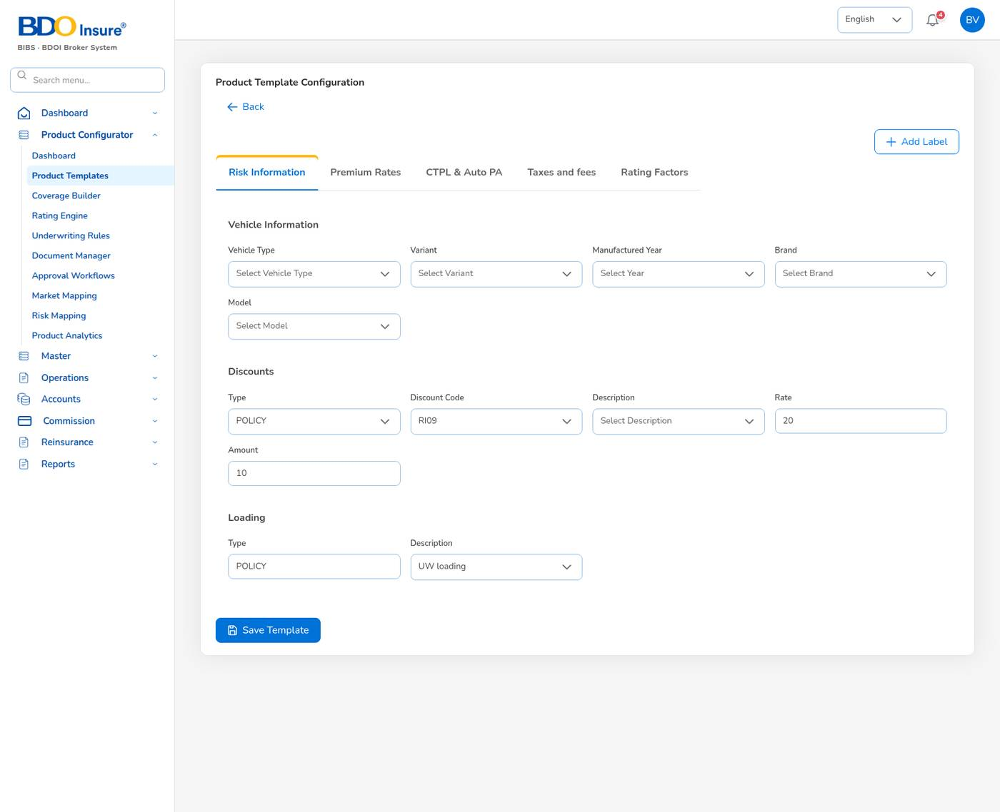 BDO Insure®
BIBS - BDOI Broker System
Search menu...
Dashboard
Product Configurator
Dashboard
Product Templates
Coverage Builder
Rating Engine
Underwriting Rules
Document Manager
Approval Workflows
Market Mapping
Risk Mapping
Product Analytics
Master
Operations
Accounts
Commission
Reinsurance
Reports
English
4
BV
Product Template Configuration
Back
Add Label
Risk Information Premium Rates CTPL & Auto PA Taxes and fees Rating Factors
Vehicle Information
Vehicle Type Variant Manufactured Year Brand
Select Vehicle Type Select Variant Select Year Select Brand
Model
Select Model
Discounts
Type Discount Code Description Rate
POLICY RI09 Select Description 20
Amount
10
Loading
Type Description
POLICY UW loading
Save Template